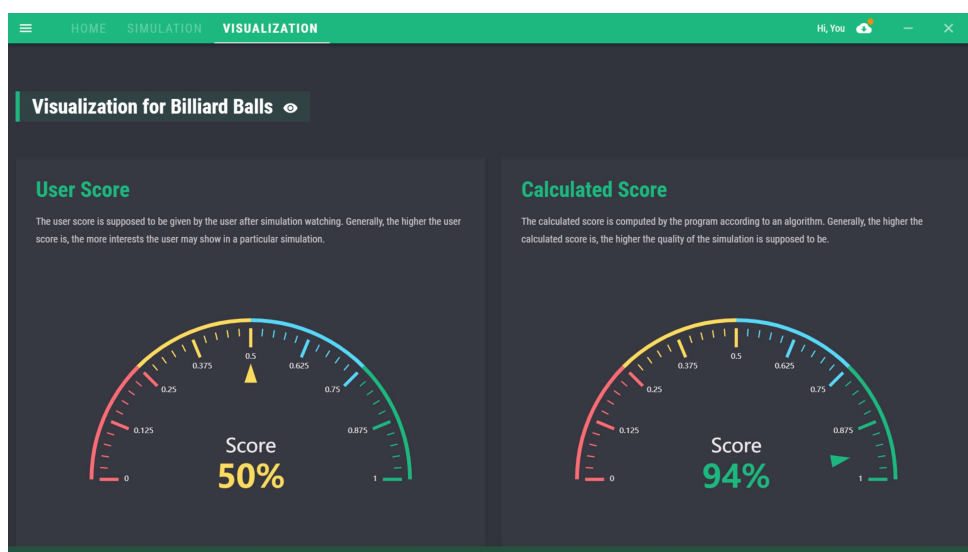 HOME SIMULATION VISUALIZATION Hi, You
Visualization for Billiard Balls
User Score
The user score is supposed to be given by the user after simulation watching. Generally, the higher the user
score is, the more interests the user may show in a particular simulation.
0
0.125
0.25
0.375
0.5
0.625
0.75
0.875
1
Score
50%
Calculated Score
The calculated score is computed by the program according to an algorithm. Generally, the higher the
calculated score is, the higher the quality of the simulation is supposed to be.
0
0.125
0.25
0.375
0.5
0.625
0.75
0.875
1
Score
94%